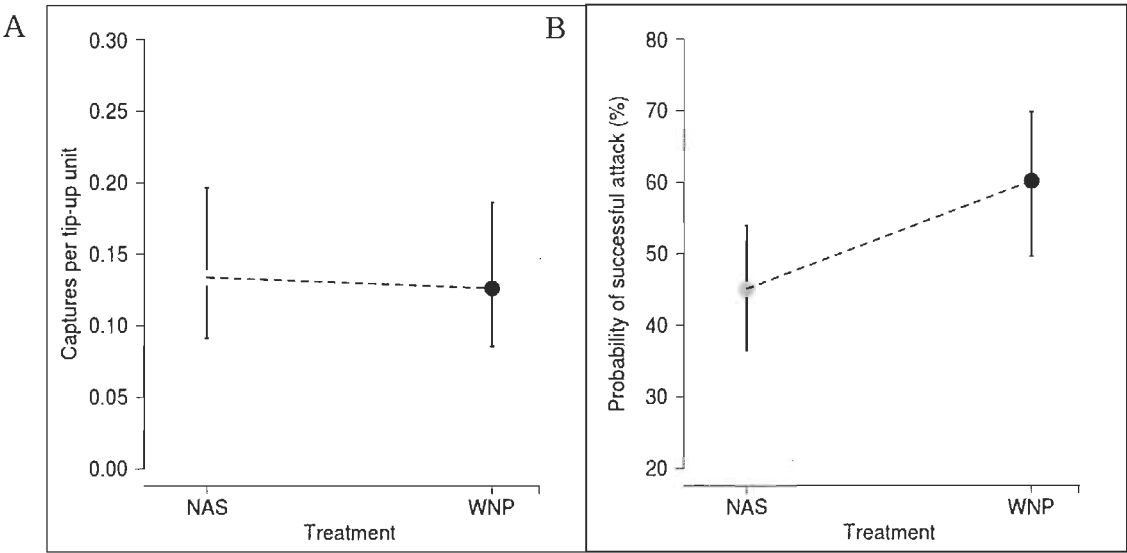 A
0.30
0.25
0.20
0.15
0.10
0.05
0.00
Captures per tip-up unit
NAS
WNP
Treatment
B
80
70
60
50
40
30
20
Probability of successful attack (%)
NAS
WNP
Treatment